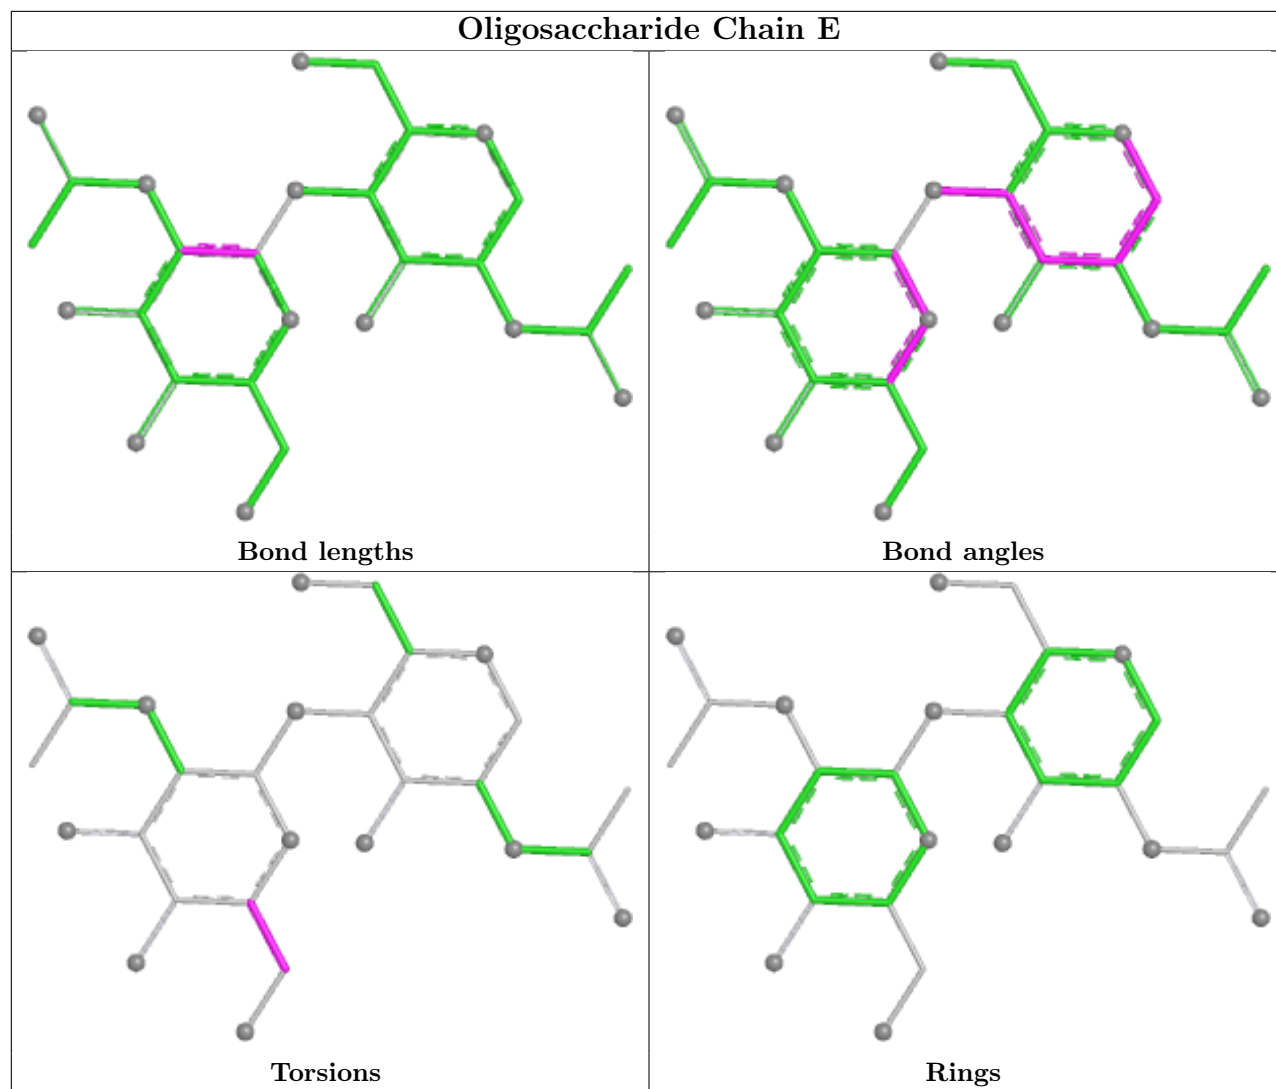 Oligosaccharide Chain E
Bond lengths
Bond angles
Torsions
Rings